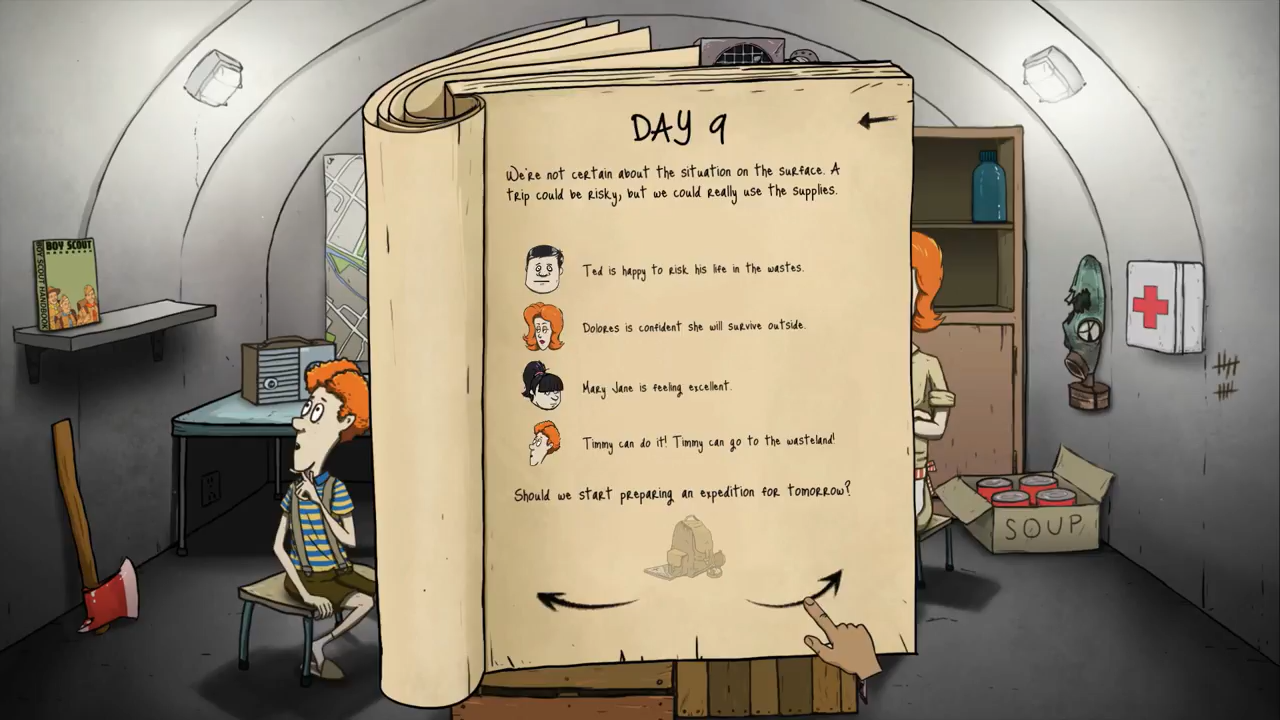 DAY 9
We're not certain about the situation on the surface. A
trip could be risky, but we could really use the supplies.
Ted is happy to risk his life in the wastes.
Dolores is confident she will survive outside.
Mary Jane is feeling excellent.
Timmy can do it! Timmy can go to the wasteland!
Should we start preparing an expedition for tomorrow?
BOY SCOUT
BOY SCOUT HANDBOOK
SOUP